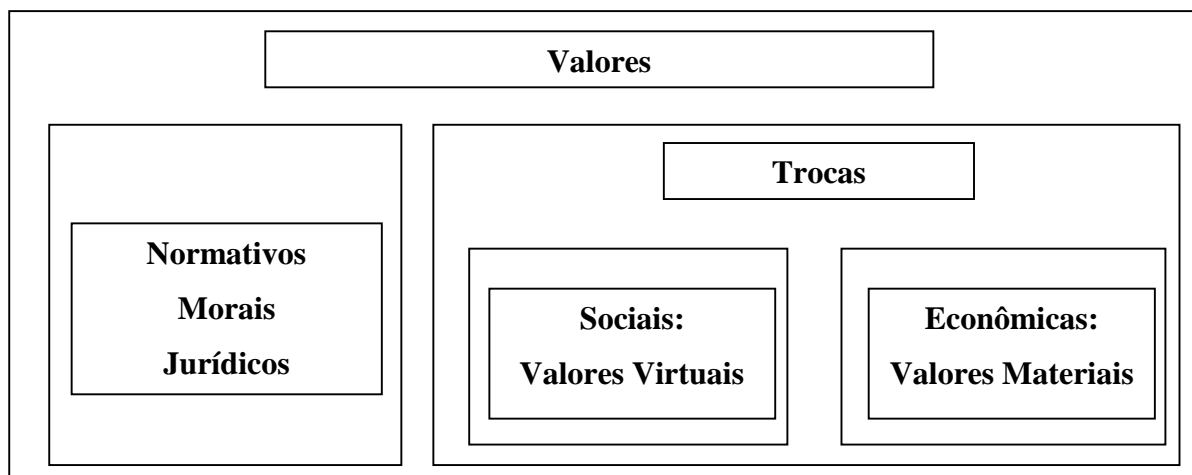 Valores
Trocas
Normativos
Morais
Jurídicos
Sociais:
Valores Virtuais
Econômicas:
Valores Materiais